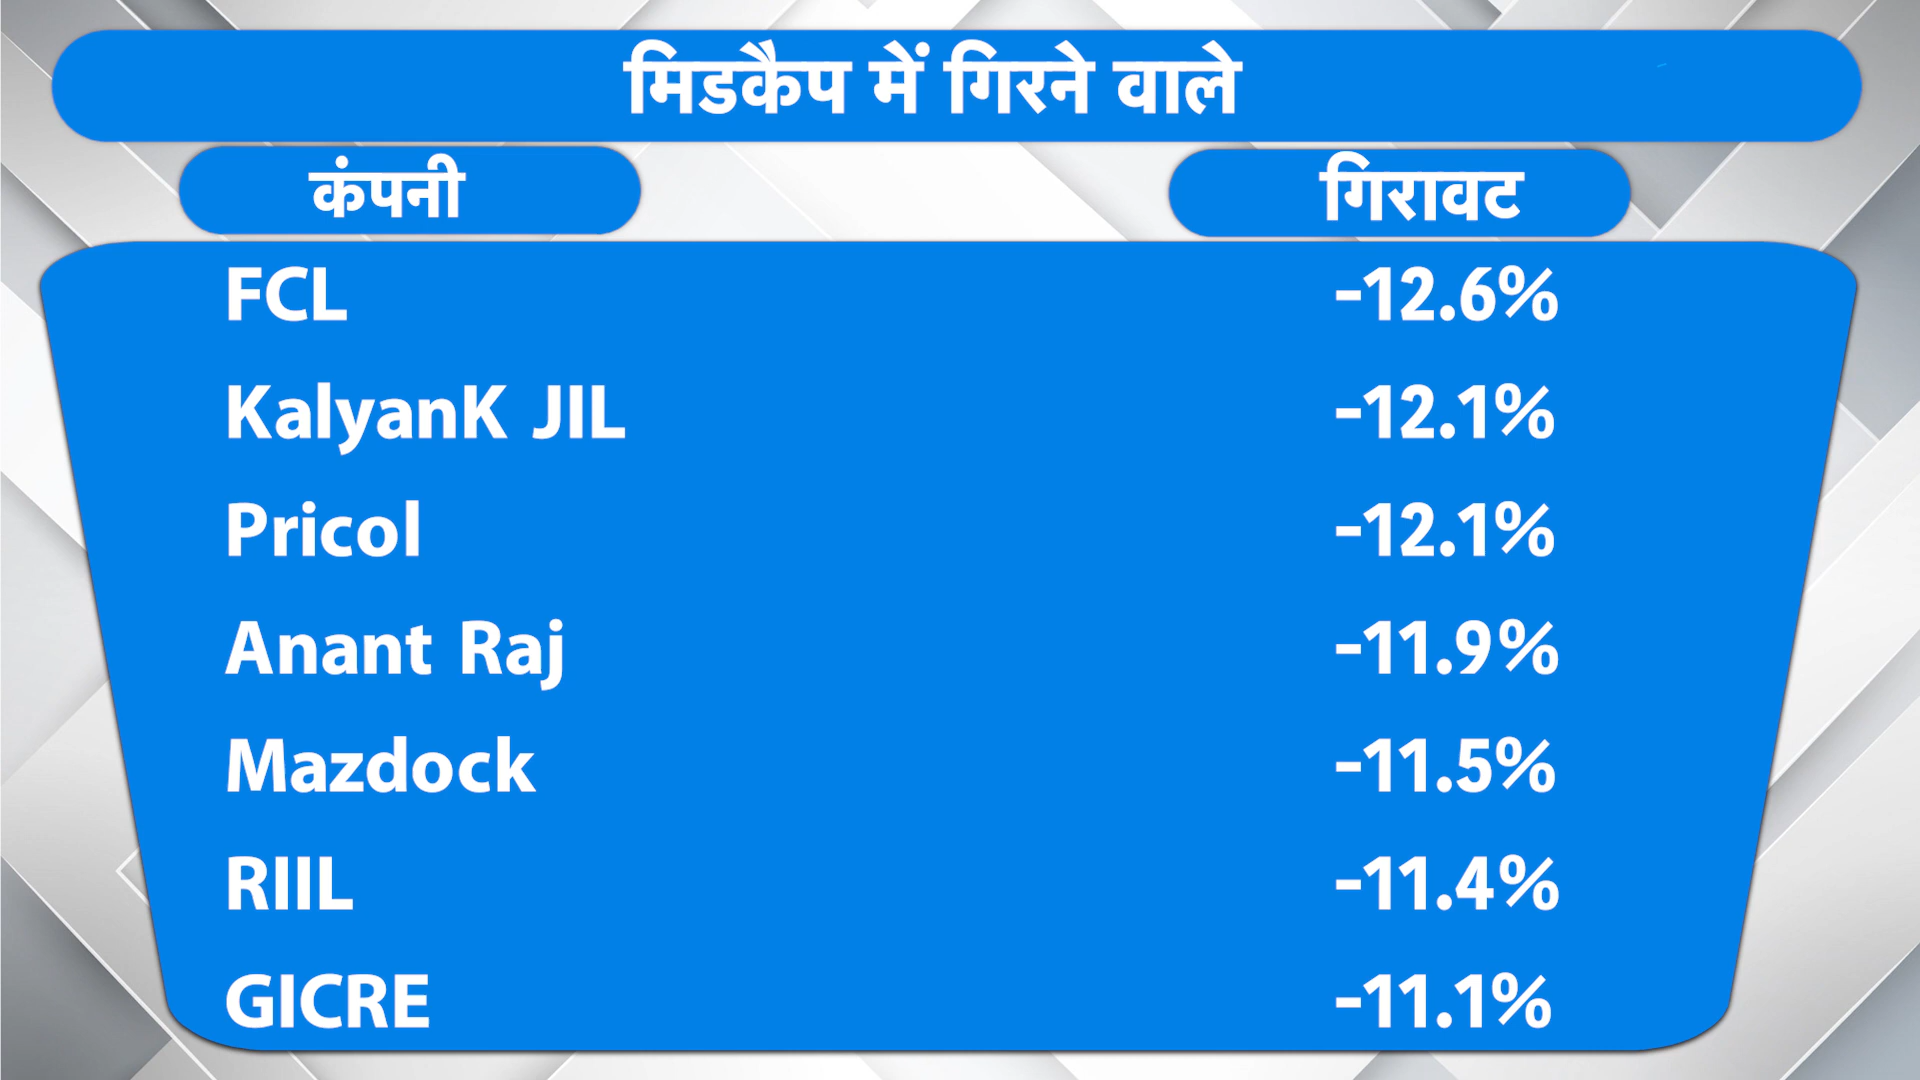 मिडकैप में गिरने वाले
कंपनी गिरावट
FCL -12.6%
KalyanK JIL -12.1%
Pricol -12.1%
Anant Raj -11.9%
Mazdock -11.5%
RIIL -11.4%
GICRE -11.1%